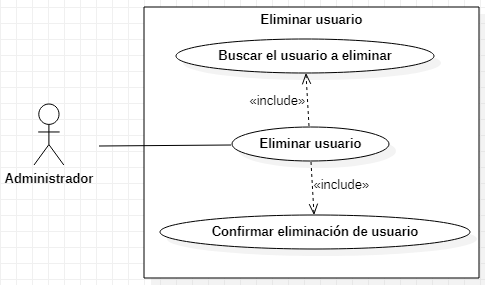 Eliminar usuario
Buscar el usuario a eliminar
«include»
Eliminar usuario
Administrador
«include»
Confirmar eliminación de usuario